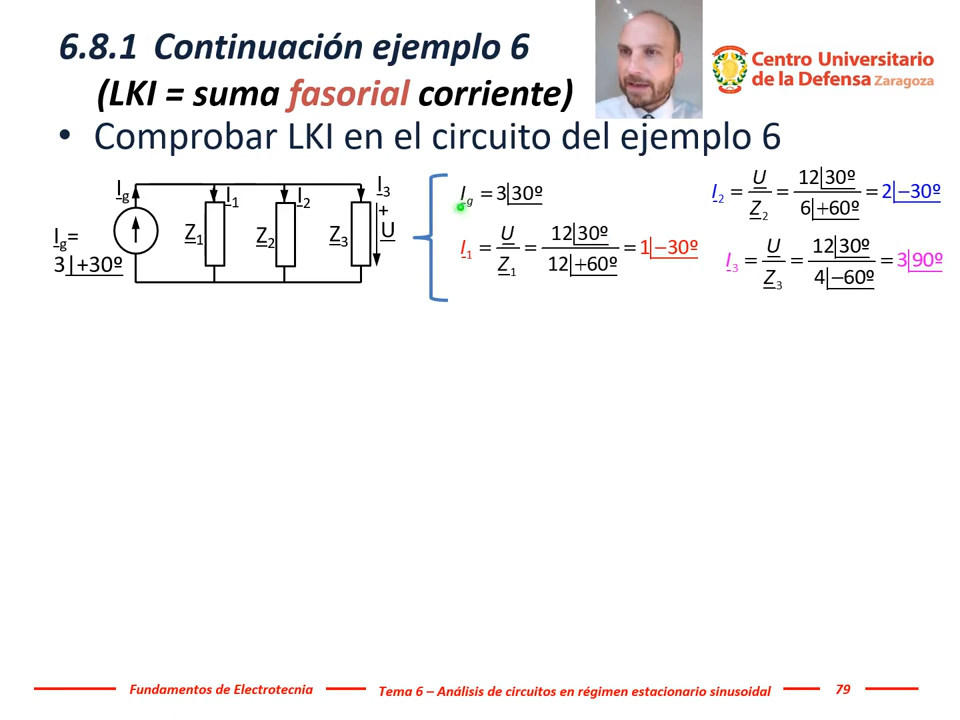 6.8.1 Continuación ejemplo 6
(LKI = suma fasorial corriente)
Centro Universitario
de la Defensa Zaragoza
• Comprobar LKI en el circuito del ejemplo 6
Ig
I1
I2
I3
+
U
Z1
Z2
Z3
Ig=
3|+30º
Ig = 3|30º
I1 = U/Z1 = 12|30º / 12|+60º = 1|−30º
I2 = U/Z2 = 12|30º / 6|+60º = 2|−30º
I3 = U/Z3 = 12|30º / 4|−60º = 3|90º
Fundamentos de Electrotecnia
Tema 6 – Análisis de circuitos en régimen estacionario sinusoidal
79